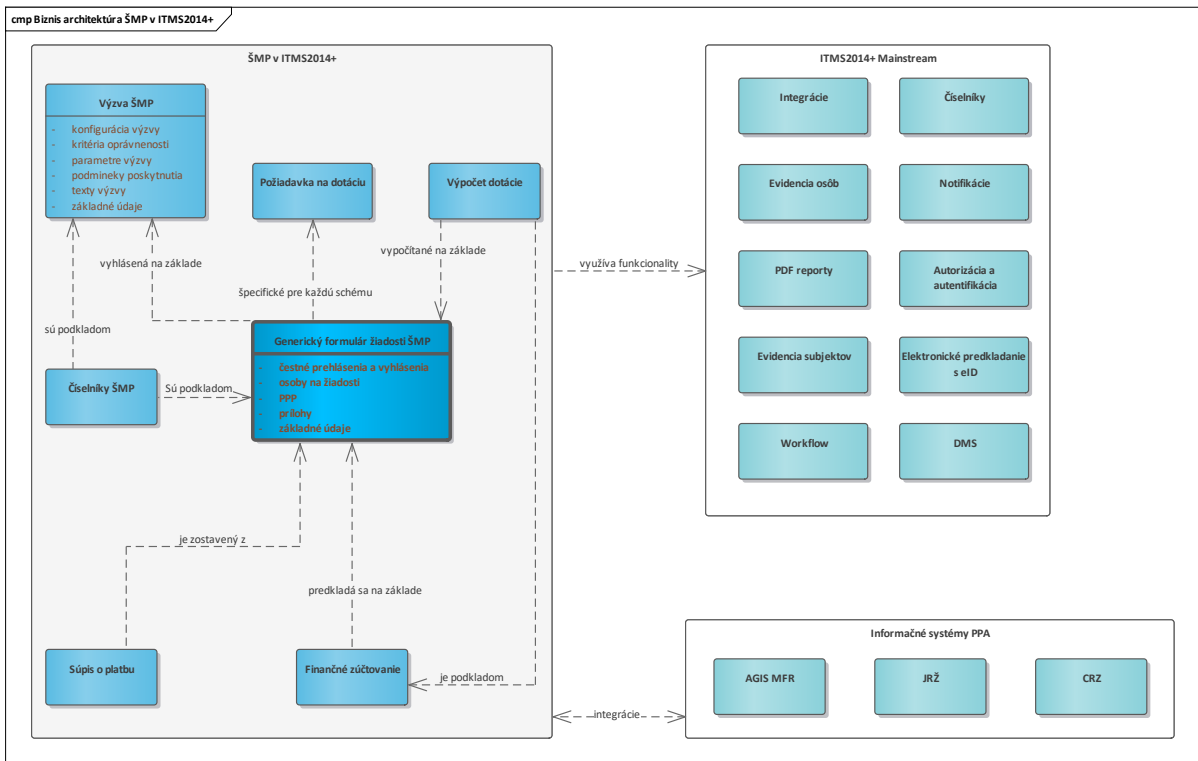 cmp Biznis architektúra ŠMP v ITMS2014+
ŠMP v ITMS2014+
Výzva ŠMP
- konfigurácia výzvy
- kritéria oprávnenosti
- parametre výzvy
- podmineky poskytnutia
- texty výzvy
- základné údaje
Požiadavka na dotáciu
Výpočet dotácie
vyhlásená na základe
vypočítané na základe
špecifické pre každú schému
sú podkladom
Generický formulár žiadosti ŠMP
- čestné prehlásenia a vyhlásenia
- osoby na žiadosti
- PPP
- prílohy
- základné údaje
Číselníky ŠMP
Sú podkladom
je zostavený z
predkladá sa na základe
Súpis o platbu
Finančné zúčtovanie
je podkladom
využíva funkcionality
integrácie
ITMS2014+ Mainstream
Integrácie
Číselníky
Evidencia osôb
Notifikácie
PDF reporty
Autorizácia a
autentifikácia
Evidencia subjektov
Elektronické predkladanie
s eID
Workflow
DMS
Informačné systémy PPA
AGIS MFR
JRŽ
CRZ